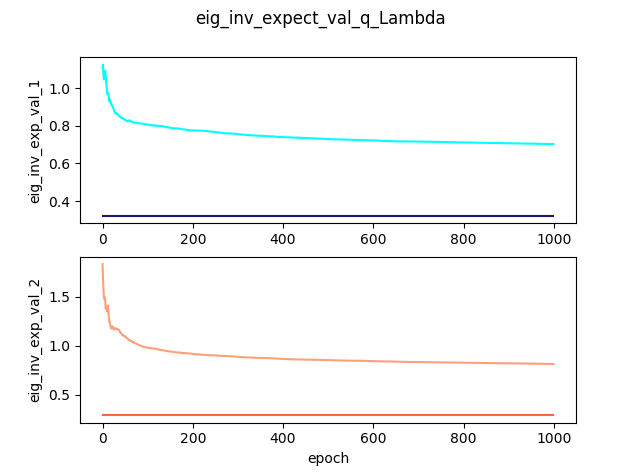 eig_inv_expect_val_q_Lambda
eig_inv_exp_val_1
1.0
0.8
0.6
0.4
0 200 400 600 800 1000
eig_inv_exp_val_2
1.5
1.0
0.5
0 200 400 600 800 1000
epoch